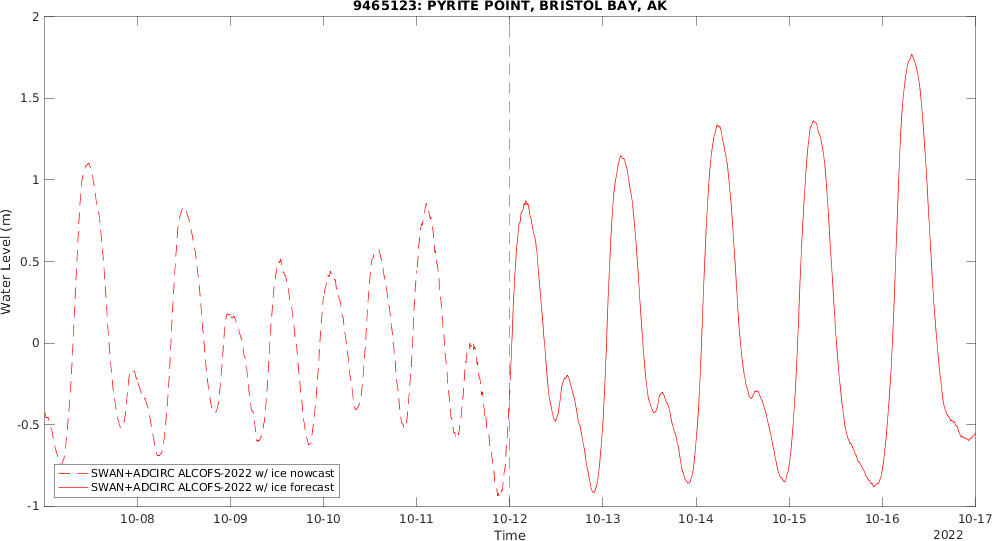 9465123: PYRITE POINT, BRISTOL BAY, AK
Water Level (m)
2
1.5
1
0.5
0
-0.5
-1
SWAN+ADCIRC ALCOFS-2022 w/ ice nowcast
SWAN+ADCIRC ALCOFS-2022 w/ ice forecast
10-08 10-09 10-10 10-11 10-12 10-13 10-14 10-15 10-16 10-17
Time
2022